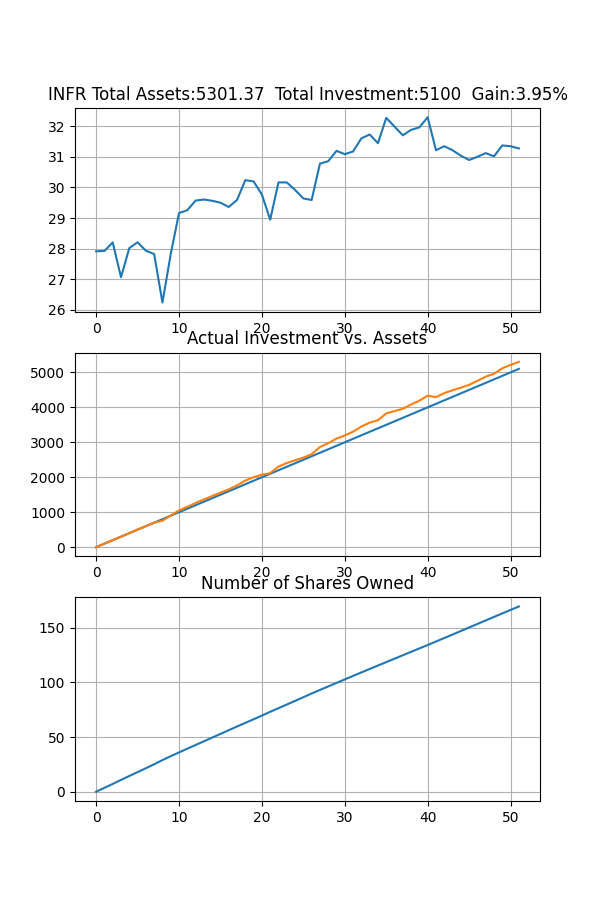 INFR Total Assets:5301.37  Total Investment:5100  Gain:3.95%
32
31
30
29
28
27
26
0 10 20 30 40 50
Actual Investment vs. Assets
5000
4000
3000
2000
1000
0
0 10 20 30 40 50
Number of Shares Owned
150
100
50
0
0 10 20 30 40 50